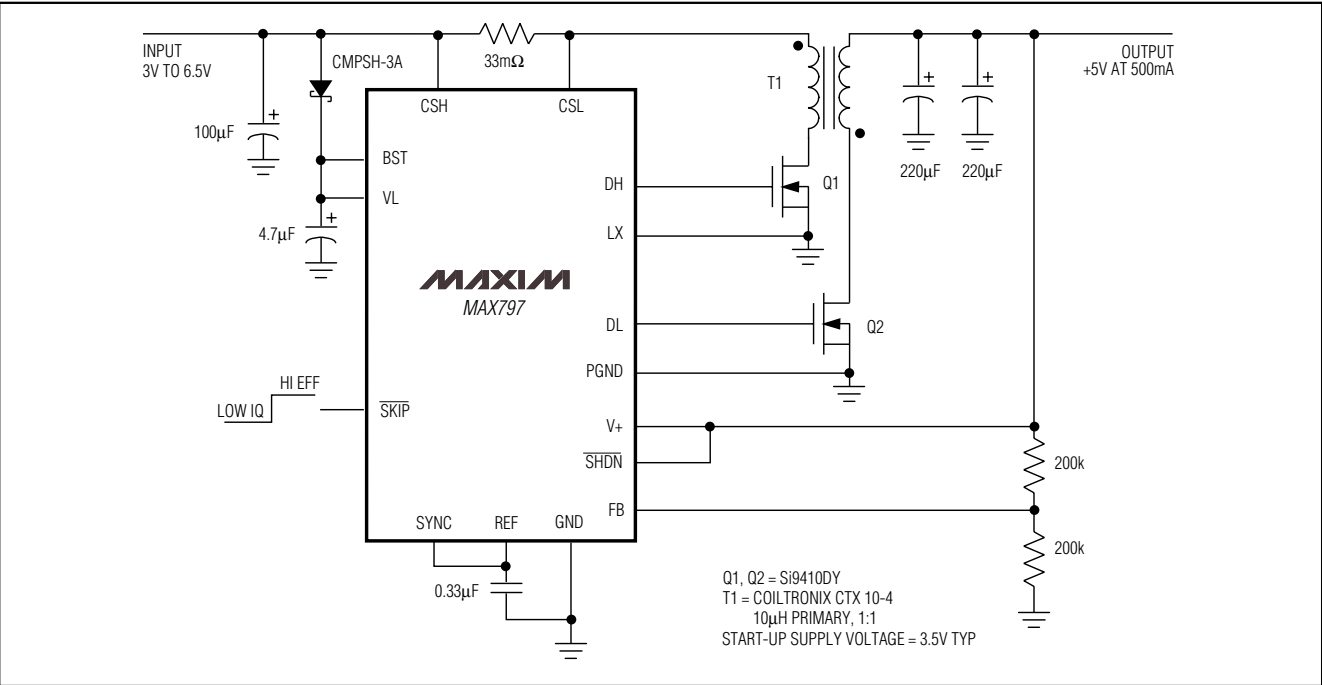 INPUT
3V TO 6.5V
CMPSH-3A
33mΩ
T1
OUTPUT
+5V AT 500mA
+
100µF
CSH
CSL
+
220µF
+
220µF
BST
VL
+
4.7µF
DH
Q1
LX
MAXIM
MAX797
DL
Q2
PGND
HI EFF
LOW IQ
SKIP
V+
SHDN
200k
FB
200k
SYNC
REF
GND
0.33µF
Q1, Q2 = Si9410DY
T1 = COILTRONIX CTX 10-4
10µH PRIMARY, 1:1
START-UP SUPPLY VOLTAGE = 3.5V TYP